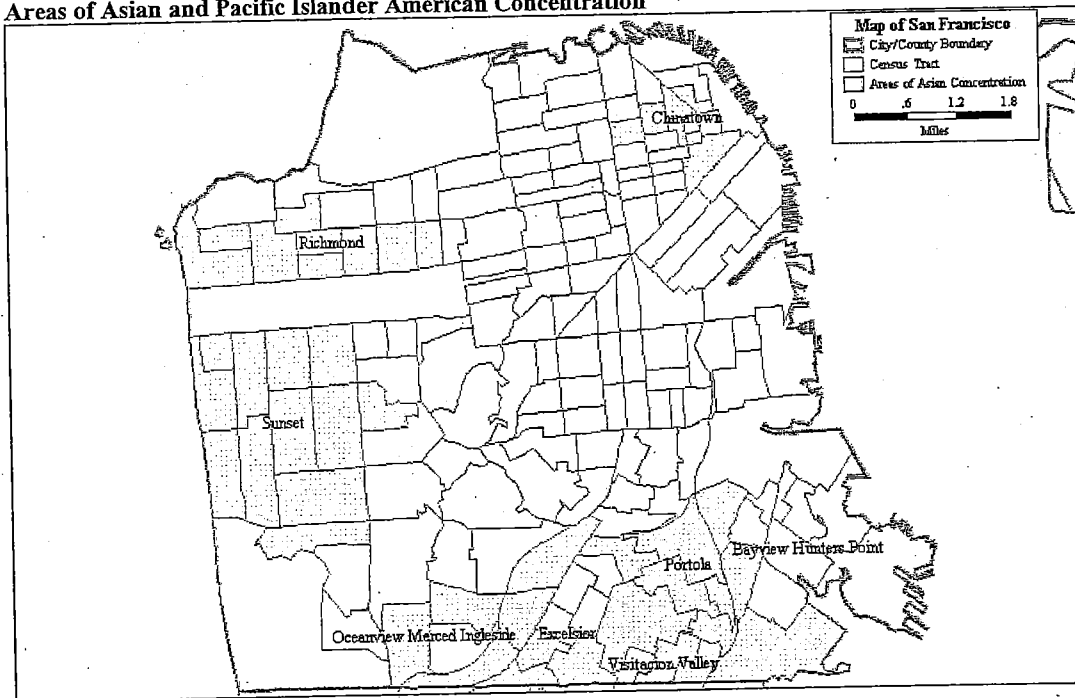 Areas of Asian and Pacific Islander American Concentration
Map of San Francisco
City/County Boundary
Census Tract
Areas of Asian Concentration
0 .6 1.2 1.8
Miles
Chinatown
Richmond
Sunset
Bayview Hunters Point
Portola
Oceanview Merced Ingleside
Excelsior
Visitacion Valley